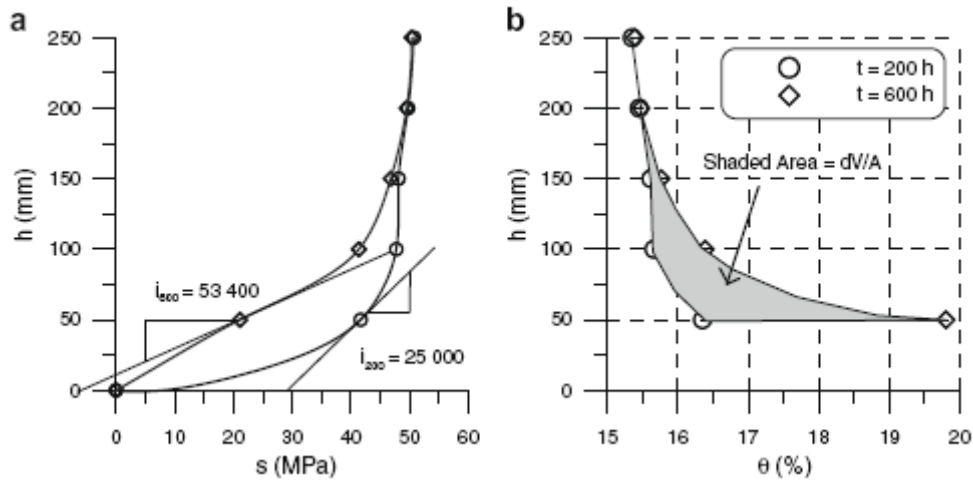 a
250
200
150
100
50
0
h (mm)
i600 = 53 400
i200 = 25 000
0 10 20 30 40 50 60
s (MPa)
b
250
200
150
100
50
0
h (mm)
t = 200 h
t = 600 h
Shaded Area = dV/A
15 16 17 18 19 20
θ (%)